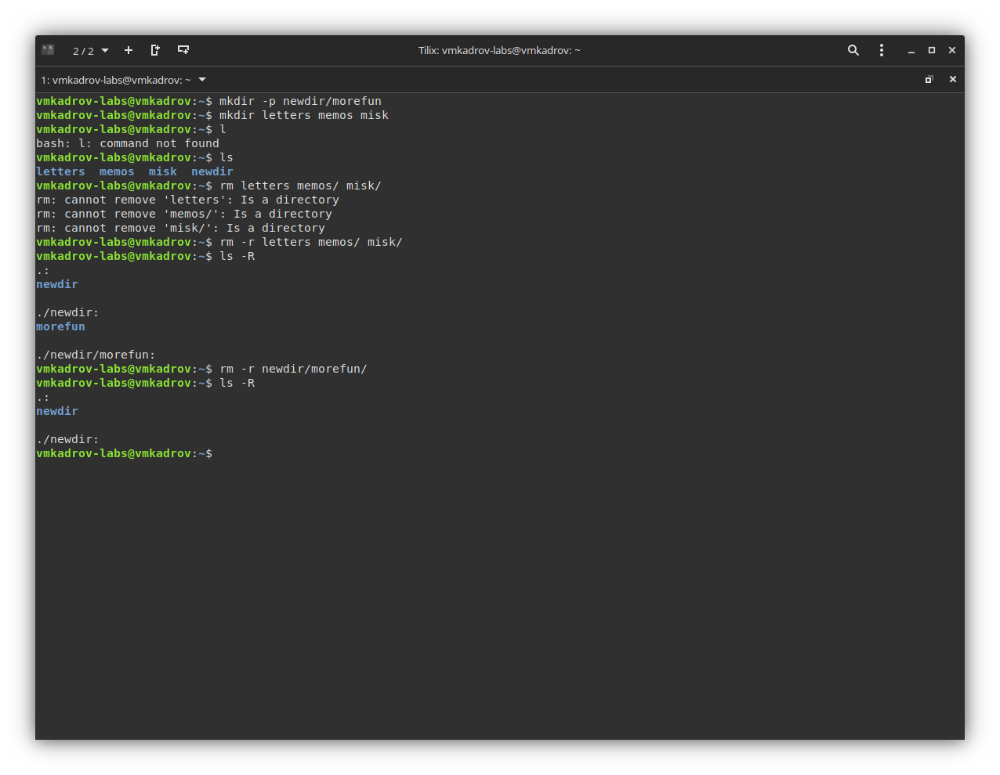 2 / 2
Tilix: vmkadrov-labs@vmkadrov: ~
1: vmkadrov-labs@vmkadrov: ~
vmkadrov-labs@vmkadrov:~$ mkdir -p newdir/morefun
vmkadrov-labs@vmkadrov:~$ mkdir letters memos misk
vmkadrov-labs@vmkadrov:~$ l
bash: l: command not found
vmkadrov-labs@vmkadrov:~$ ls
letters  memos  misk  newdir
vmkadrov-labs@vmkadrov:~$ rm letters memos/ misk/
rm: cannot remove 'letters': Is a directory
rm: cannot remove 'memos/': Is a directory
rm: cannot remove 'misk/': Is a directory
vmkadrov-labs@vmkadrov:~$ rm -r letters memos/ misk/
vmkadrov-labs@vmkadrov:~$ ls -R
.:
newdir

./newdir:
morefun

./newdir/morefun:
vmkadrov-labs@vmkadrov:~$ rm -r newdir/morefun/
vmkadrov-labs@vmkadrov:~$ ls -R
.:
newdir

./newdir:
vmkadrov-labs@vmkadrov:~$